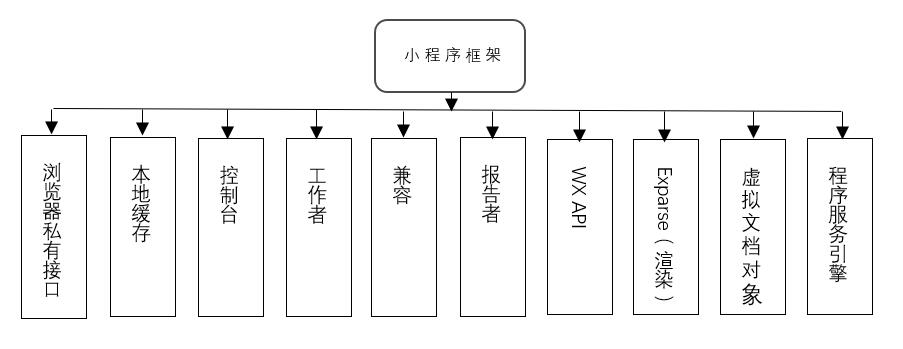 小程序框架
浏览器私有接口
本地缓存
控制台
工作者
兼容
报告者
WX API
Exparse（渲染）
虚拟文档对象
程序服务引擎